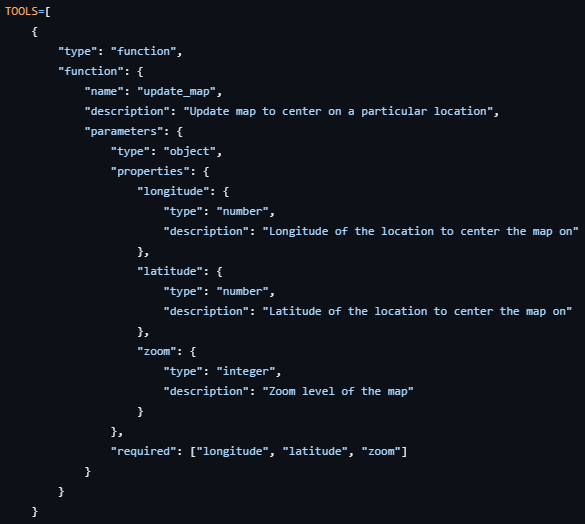 TOOLS=[
    {
        "type": "function",
        "function": {
            "name": "update_map",
            "description": "Update map to center on a particular location",
            "parameters": {
                "type": "object",
                "properties": {
                    "longitude": {
                        "type": "number",
                        "description": "Longitude of the location to center the map on"
                    },
                    "latitude": {
                        "type": "number",
                        "description": "Latitude of the location to center the map on"
                    },
                    "zoom": {
                        "type": "integer",
                        "description": "Zoom level of the map"
                    }
                },
                "required": ["longitude", "latitude", "zoom"]
            }
        }
    }